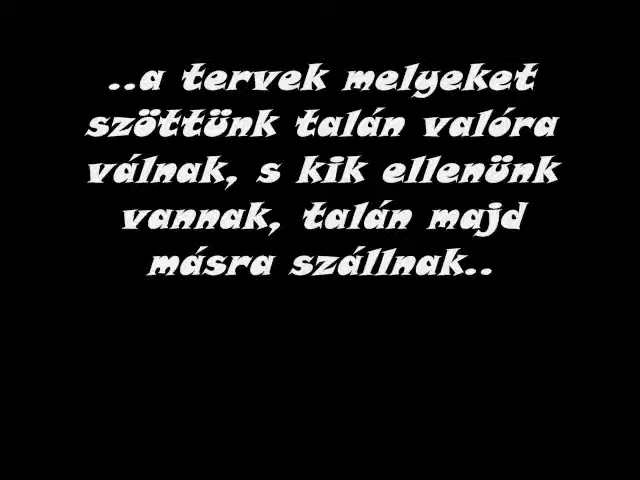 ..a tervek melyeket
szöttünk talán valóra
válnak, s kik ellenünk
vannak, talán majd
másra szállnak..